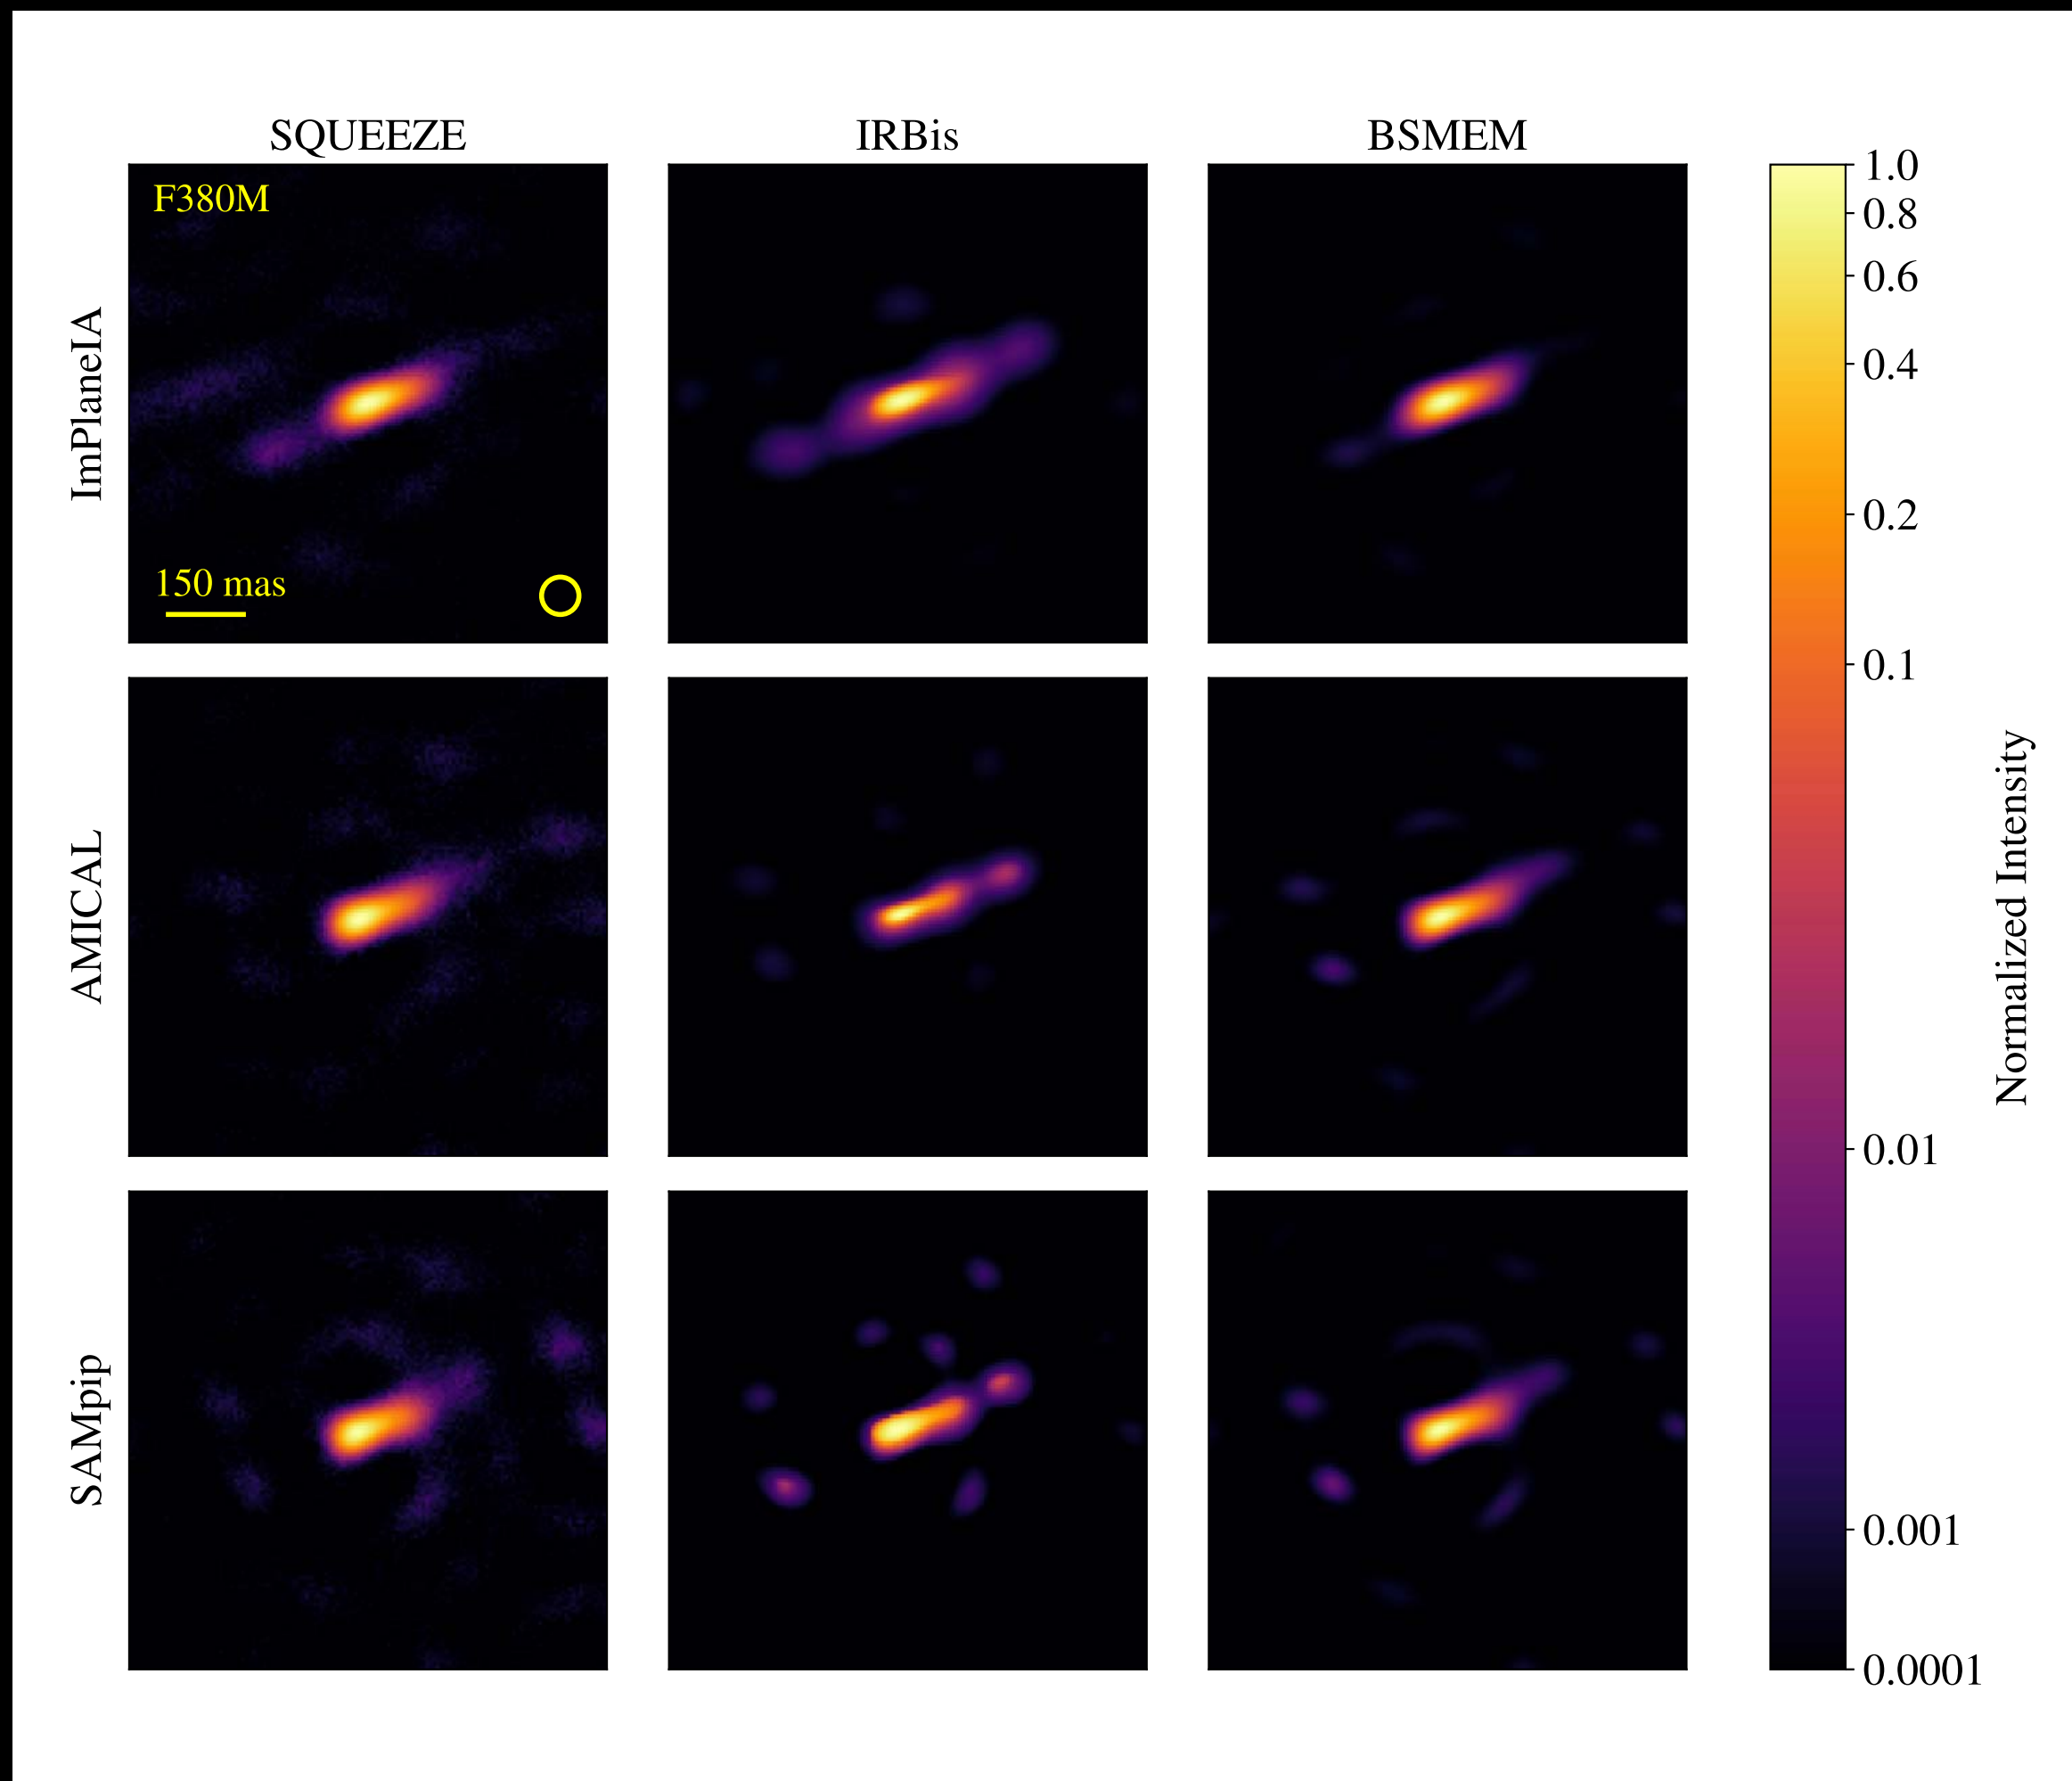 SQUEEZE
IRBis
BSMEM
ImPlaneIA
F380M
150 mas
AMICAL
SAMpip
1.0
0.8
0.6
0.4
0.2
0.1
0.01
0.001
0.0001
Normalized Intensity